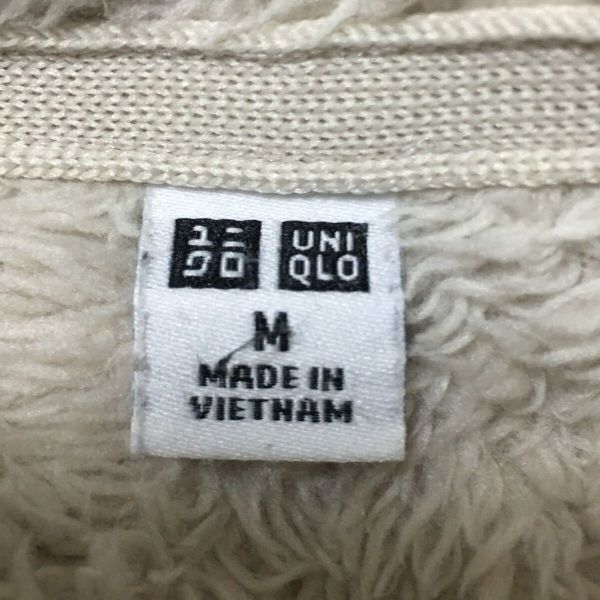 ユニ UNI
クロ QLO
M
MADE IN
VIETNAM